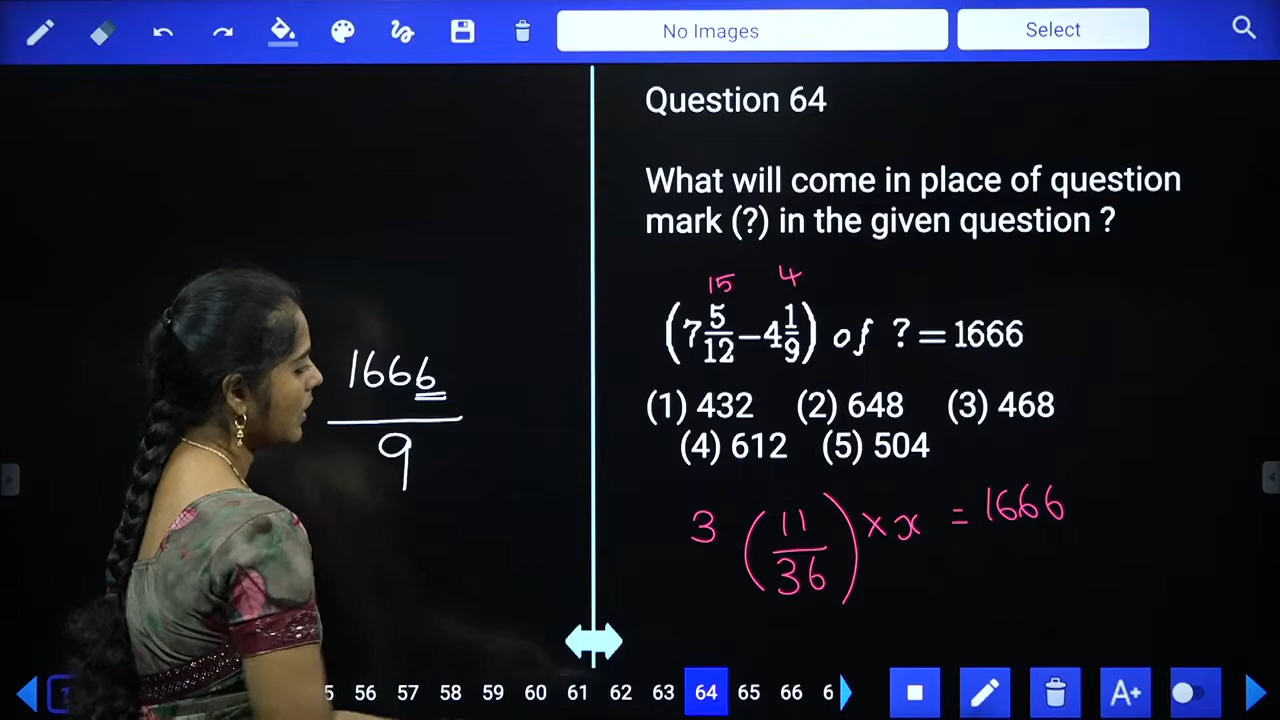 No Images
Select
Question 64
What will come in place of question
mark (?) in the given question ?
15 4
(7 5/12 − 4 1/9) of ? = 1666
(1) 432 (2) 648 (3) 468
(4) 612 (5) 504
3 (11/36) × x = 1666
1666
9
56 57 58 59 60 61 62 63 64 65 66 6
A+